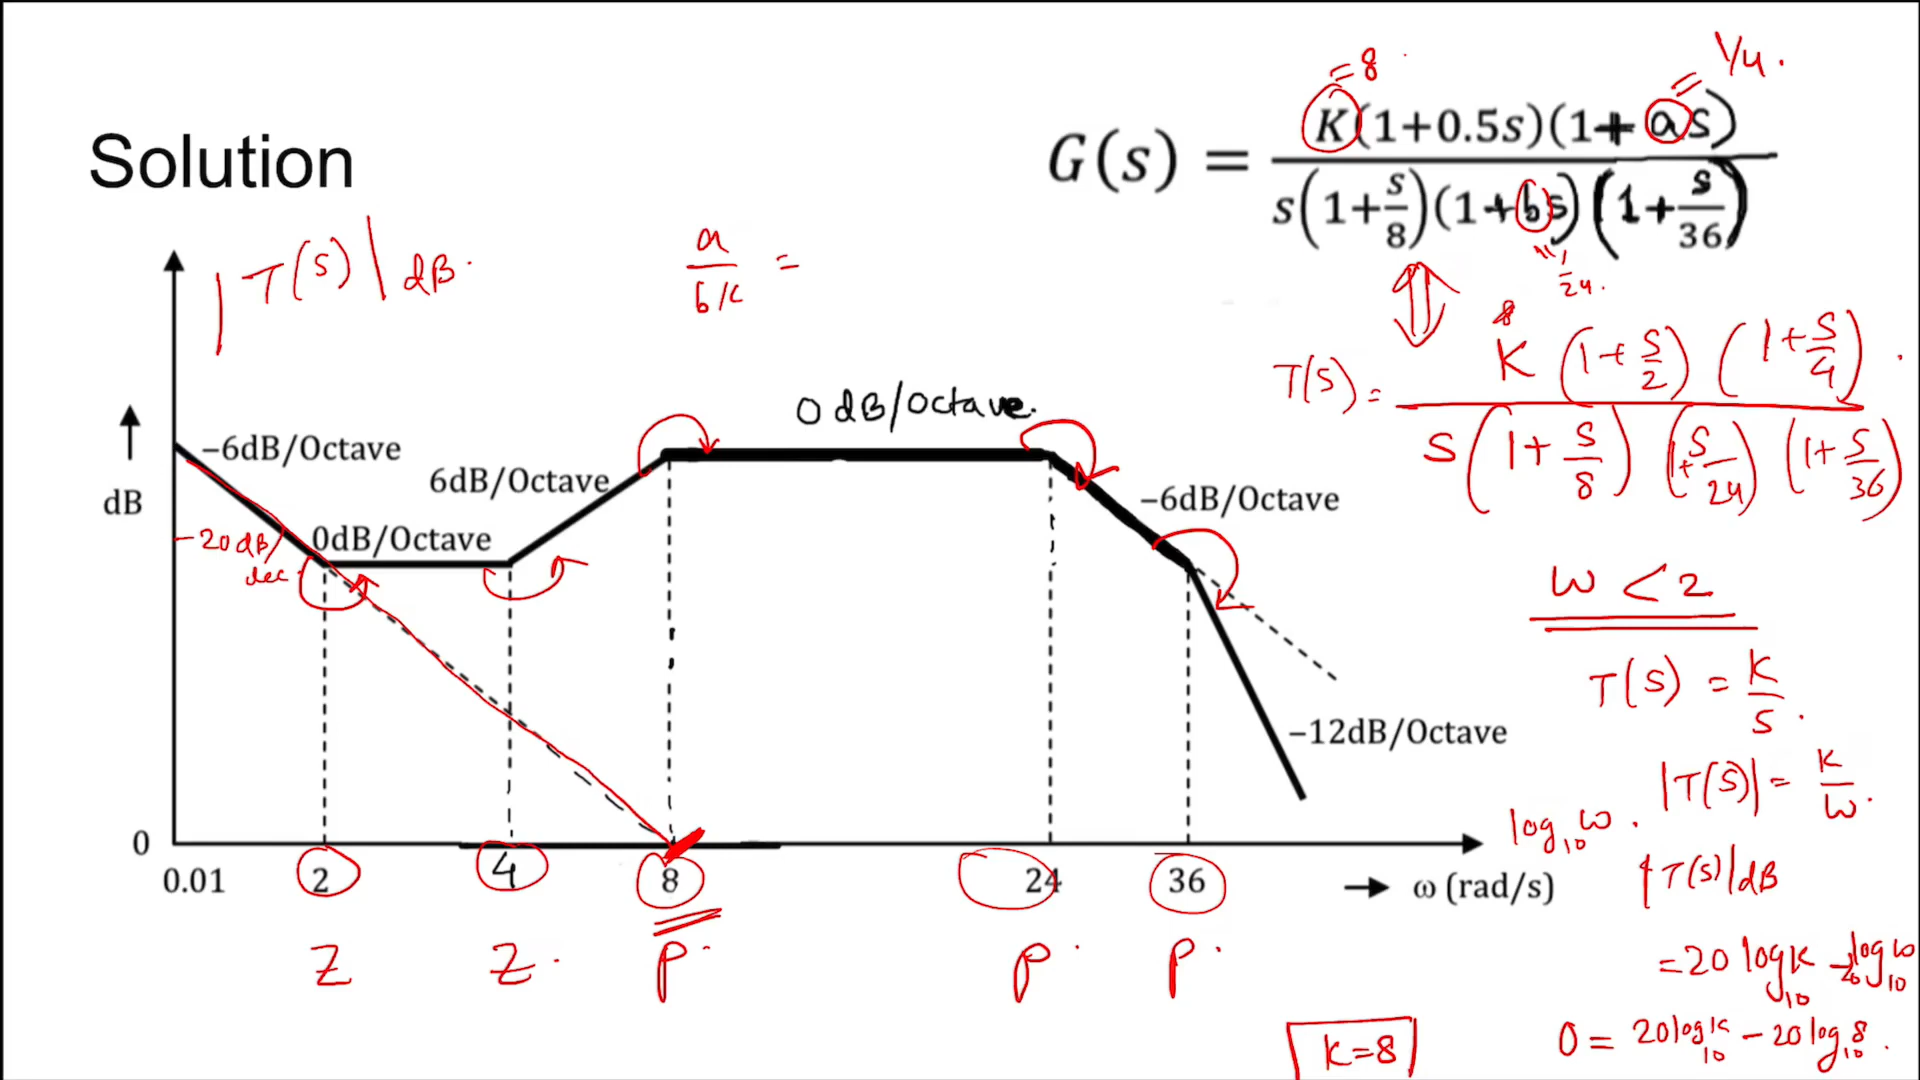 Solution
= 8
1/4 .
G(s) = K(1+0.5s)(1+as) / s(1+s/8)(1+bs)(1+s/36)
"
1/24.
|T(s)|dB.
a/bK =
8
T(s) = K (1+s/2) (1+s/4) / s(1+s/8) (1+s/24) (1+s/36) .
0 dB/Octave.
−6dB/Octave
6dB/Octave
dB
0dB/Octave
−20 dB/
dec.
−6dB/Octave
−12dB/Octave
ω < 2
T(s) = K/s .
|T(s)| = K/ω .
log10 ω .
|T(s)|dB
= 20 log10 K − 20 log10 ω
0 = 20 log10 K − 20 log10 8 .
K=8
0
0.01 2 4 8 24 36 → ω (rad/s)
Z Z . P . P . P .